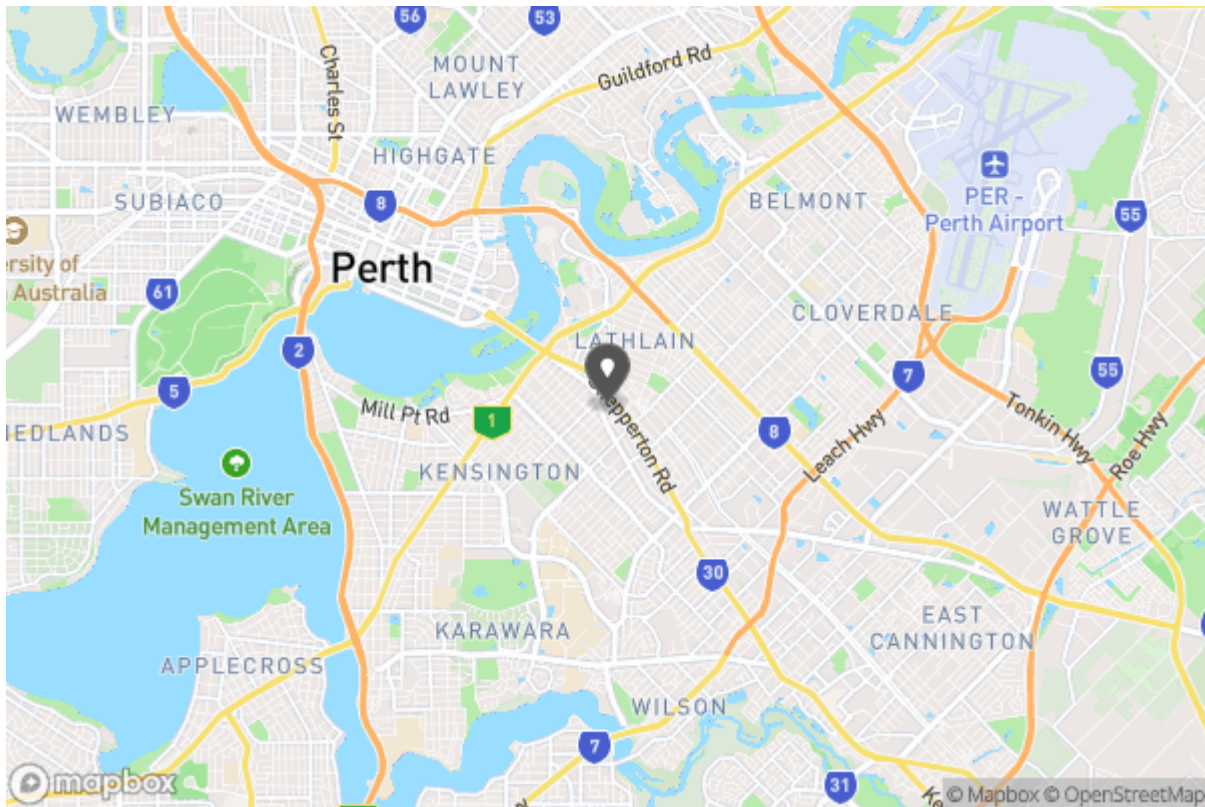 56
53
Charles St
MOUNT
LAWLEY
Guildford Rd
WEMBLEY
HIGHGATE
SUBIACO
8
BELMONT
PER -
Perth Airport
55
ersity of
Australia
Perth
61
CLOVERDALE
LATHLAIN
2
7
55
5
Mill Pt Rd
1
epperton Rd
8
Leach Hwy
Tonkin Hwy
Roe Hwy
EDLANDS
KENSINGTON
Swan River
Management Area
WATTLE
GROVE
30
KARAWARA
EAST
CANNINGTON
APPLECROSS
WILSON
7
31
mapbox
© Mapbox © OpenStreetMap